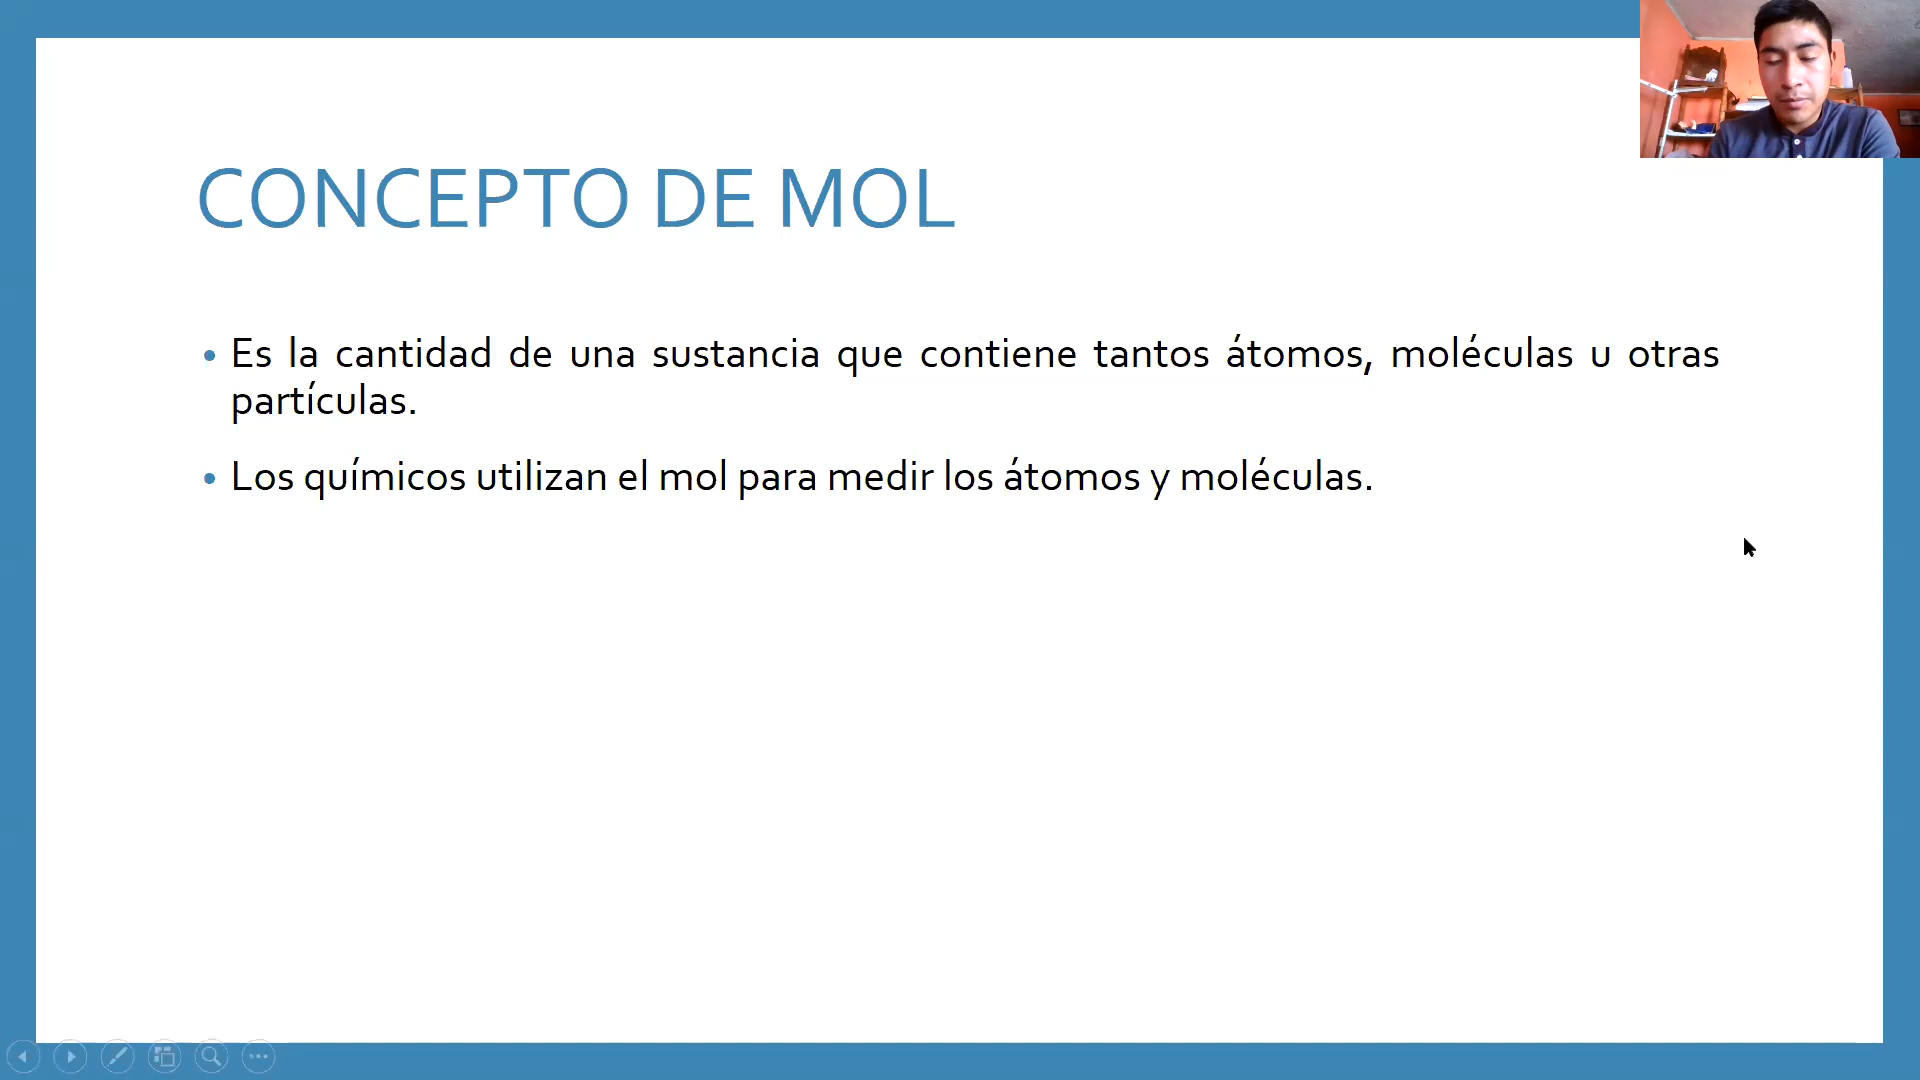 CONCEPTO DE MOL
• Es la cantidad de una sustancia que contiene tantos átomos, moléculas u otras
partículas.
• Los químicos utilizan el mol para medir los átomos y moléculas.